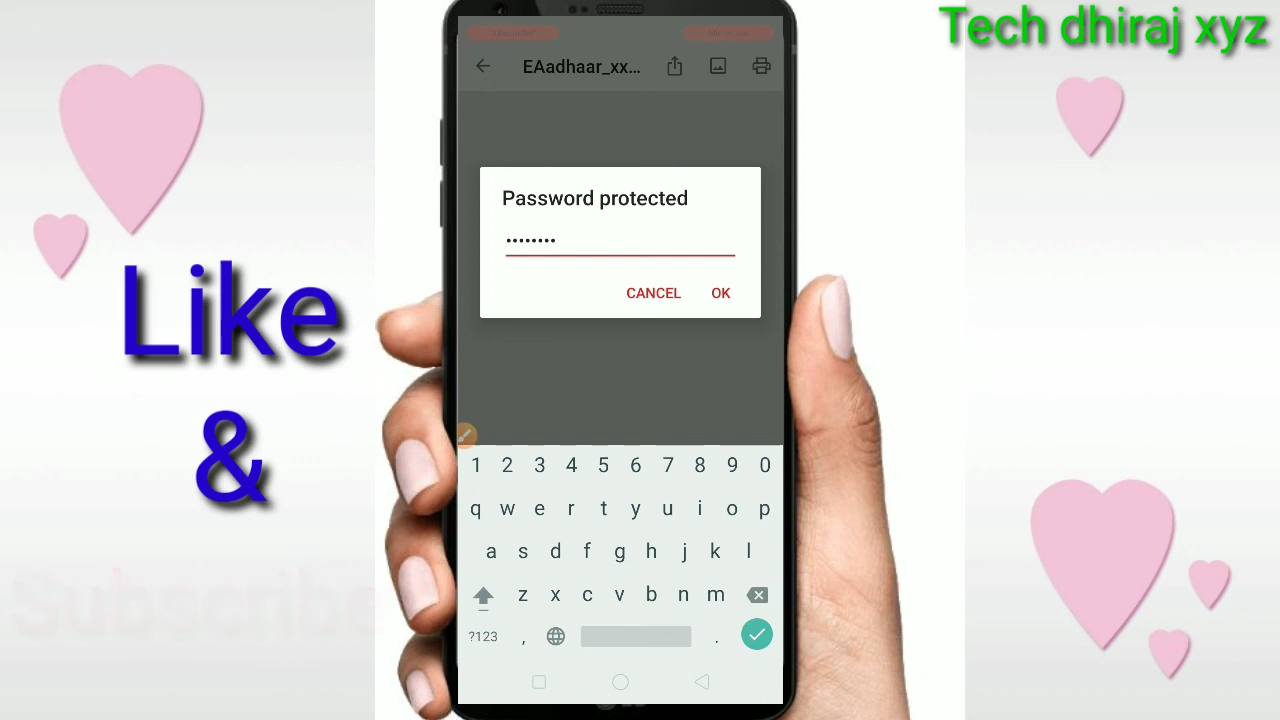 Tech dhiraj xyz
EAadhaar_xx...
Password protected
••••••••
CANCEL OK
Like
&
Subscribe
1 2 3 4 5 6 7 8 9 0
q w e r t y u i o p
a s d f g h j k l
z x c v b n m
?123 , .